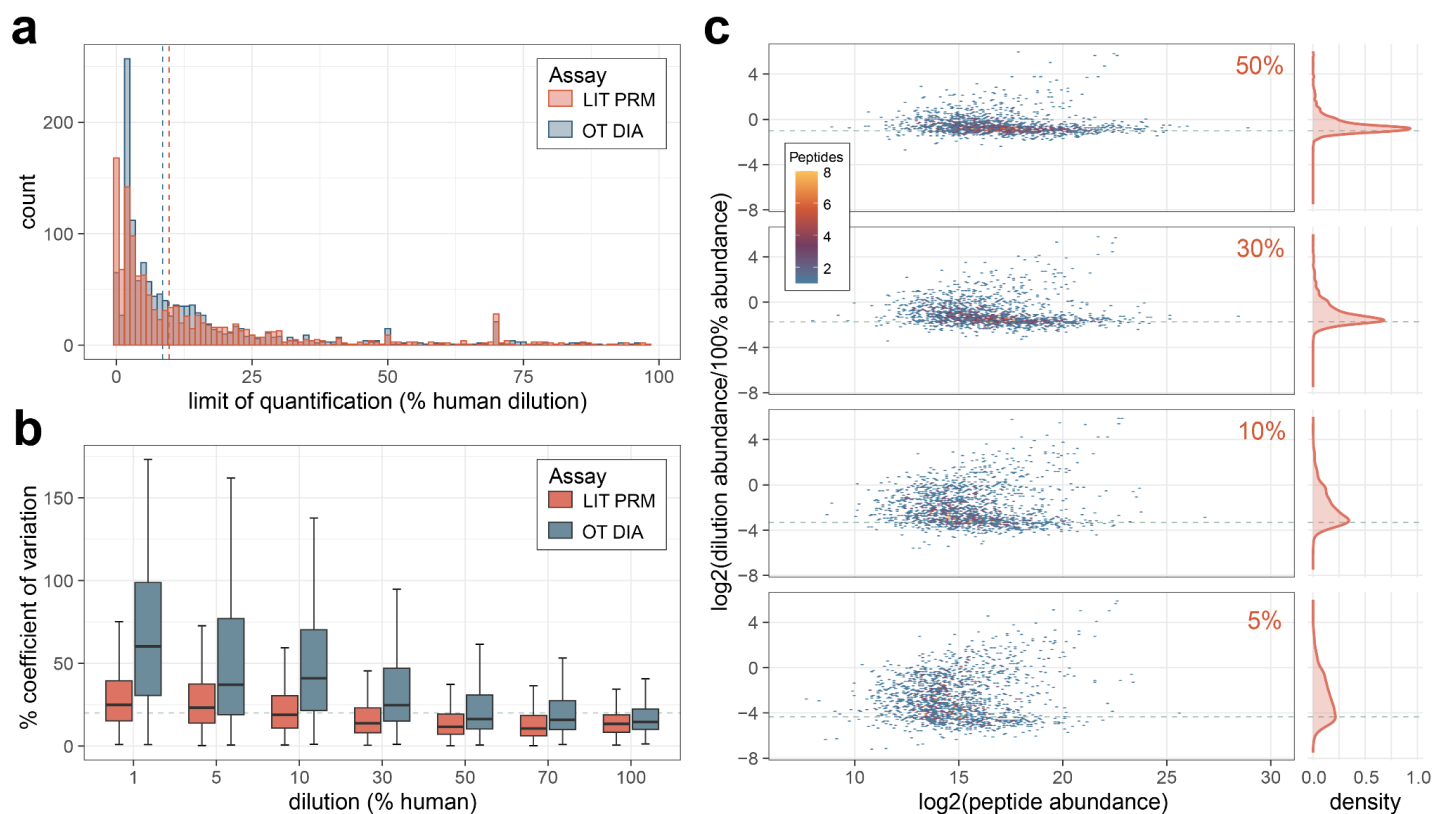 a
Assay
LIT PRM
OT DIA
200
100
0
count
0 25 50 75 100
limit of quantification (% human dilution)
b
Assay
LIT PRM
OT DIA
150
100
50
0
% coefficient of variation
1 5 10 30 50 70 100
dilution (% human)
c
50%
4
0
−4
−8
Peptides
8
6
4
2
30%
4
0
−4
−8
10%
4
0
−4
−8
5%
4
0
−4
−8
log2(dilution abundance/100% abundance)
10 15 20 25 30
log2(peptide abundance)
0.0 0.5 1.0
density